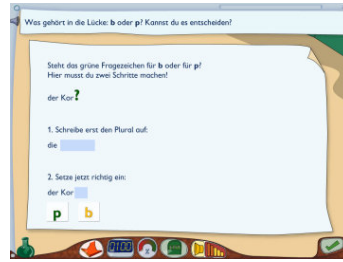 Was gehört in die Lücke: b oder p? Kannst du es entscheiden?
Steht das grüne Fragezeichen für b oder für p?
Hier musst du zwei Schritte machen!
der Kor?
1. Schreibe erst den Plural auf:
die
2. Setze jetzt richtig ein:
der Kor
p b